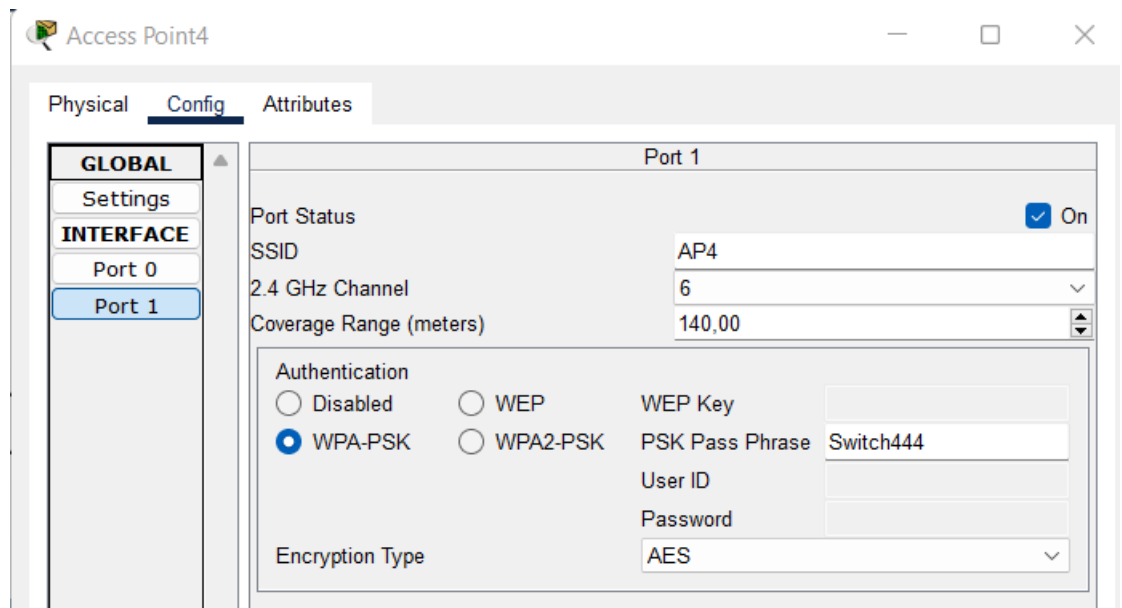 Access Point4
Physical Config Attributes
GLOBAL
Settings
INTERFACE
Port 0
Port 1
Port 1
Port Status On
SSID AP4
2.4 GHz Channel 6
Coverage Range (meters) 140,00
Authentication
Disabled WEP WEP Key
WPA-PSK WPA2-PSK PSK Pass Phrase Switch444
User ID
Password
Encryption Type AES